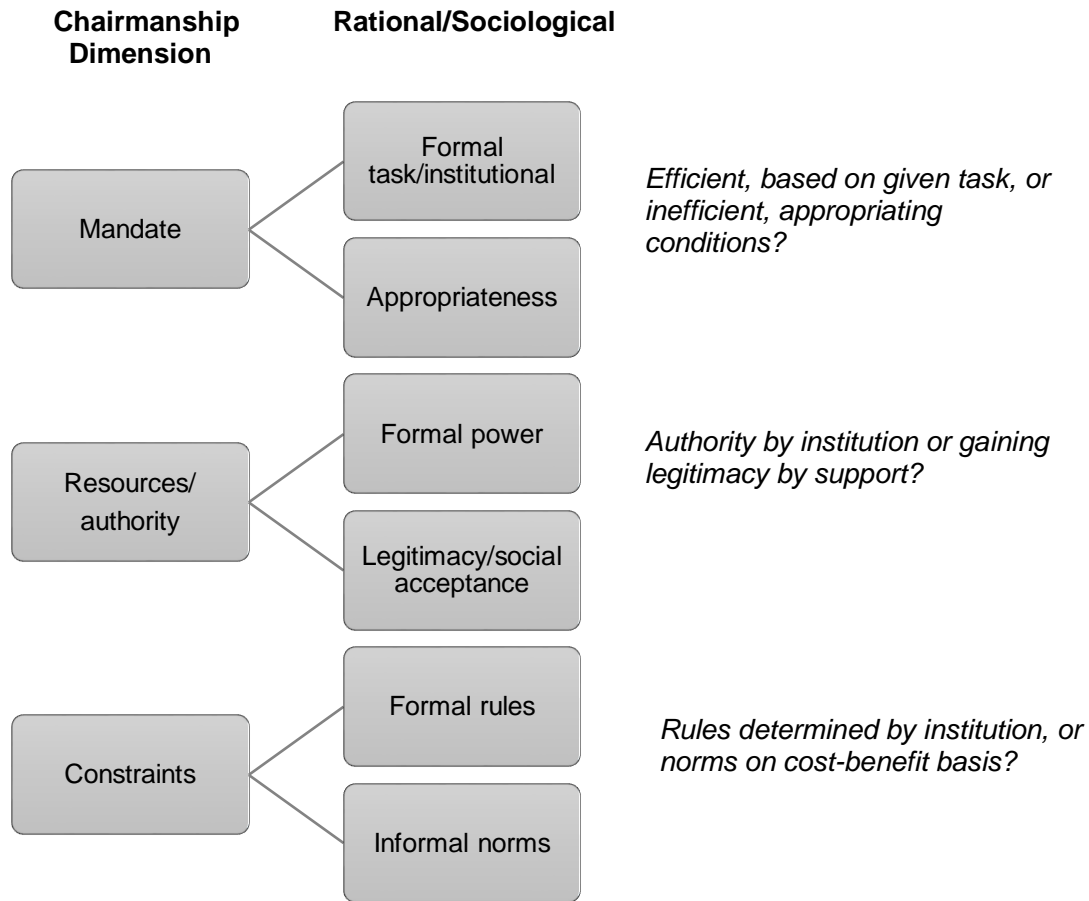 Chairmanship
Dimension
Rational/Sociological
Mandate
Formal
task/institutional
Appropriateness
Efficient, based on given task, or
inefficient, appropriating
conditions?
Resources/
authority
Formal power
Legitimacy/social
acceptance
Authority by institution or gaining
legitimacy by support?
Constraints
Formal rules
Informal norms
Rules determined by institution, or
norms on cost-benefit basis?